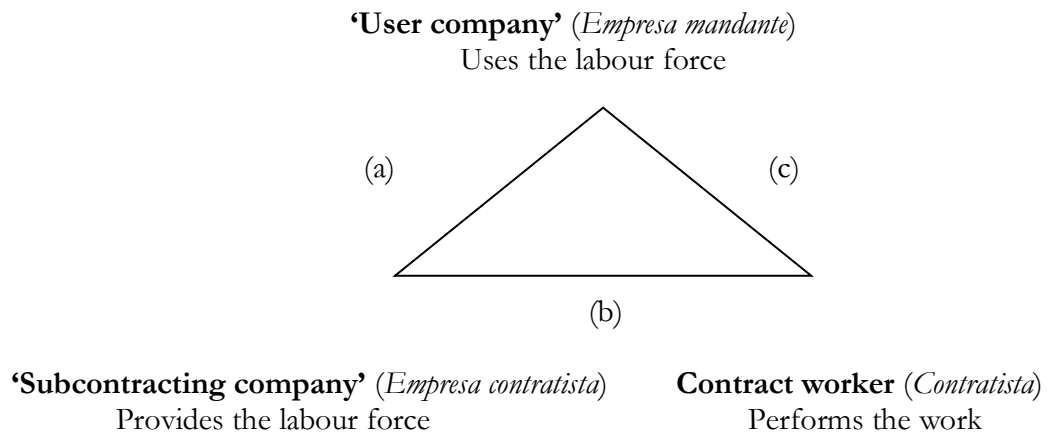 ‘User company’ (Empresa mandante)
Uses the labour force
(a)
(c)
(b)
‘Subcontracting company’ (Empresa contratista)
Provides the labour force
Contract worker (Contratista)
Performs the work